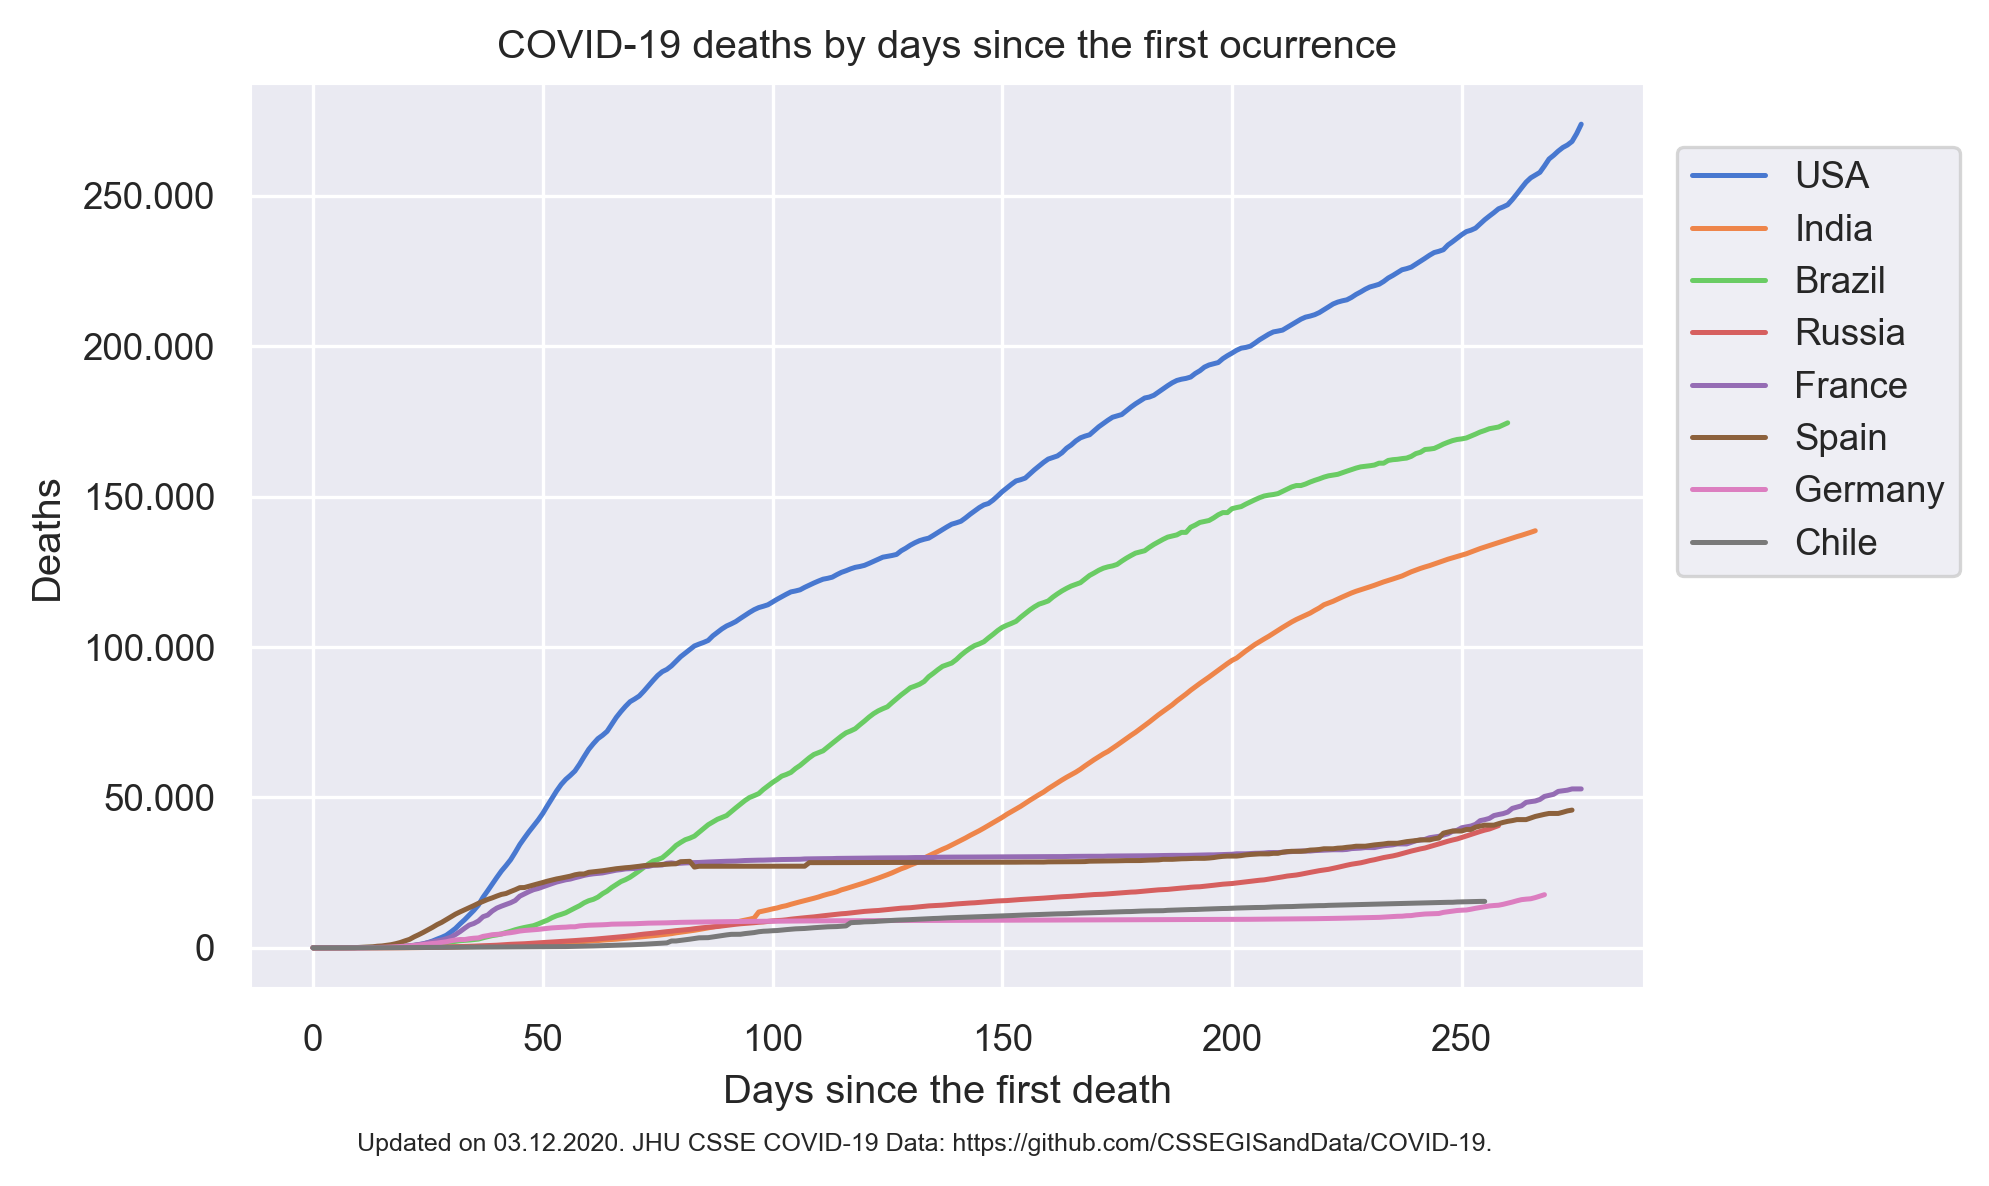 COVID-19 deaths by days since the first ocurrence
250.000
200.000
150.000
100.000
50.000
0
Deaths
0 50 100 150 200 250
Days since the first death
USA
India
Brazil
Russia
France
Spain
Germany
Chile
Updated on 03.12.2020. JHU CSSE COVID-19 Data: https://github.com/CSSEGISandData/COVID-19.